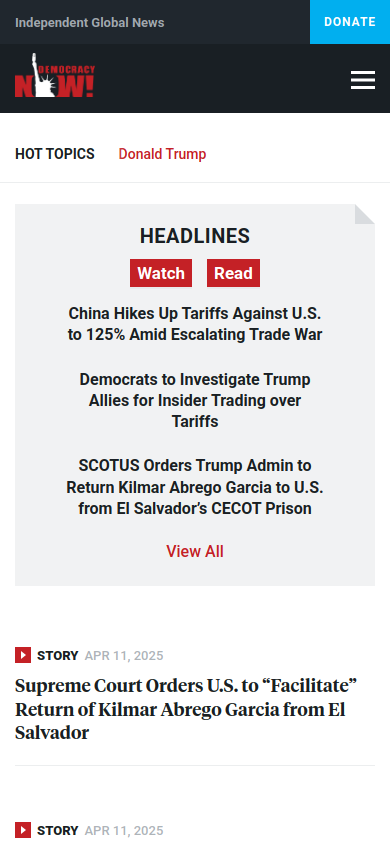 Independent Global News
DONATE
DEMOCRACY
NOW!
HOT TOPICS Donald Trump
HEADLINES
Watch Read
China Hikes Up Tariffs Against U.S.
to 125% Amid Escalating Trade War
Democrats to Investigate Trump
Allies for Insider Trading over
Tariffs
SCOTUS Orders Trump Admin to
Return Kilmar Abrego Garcia to U.S.
from El Salvador’s CECOT Prison
View All
STORY APR 11, 2025
Supreme Court Orders U.S. to “Facilitate”
Return of Kilmar Abrego Garcia from El
Salvador
STORY APR 11, 2025